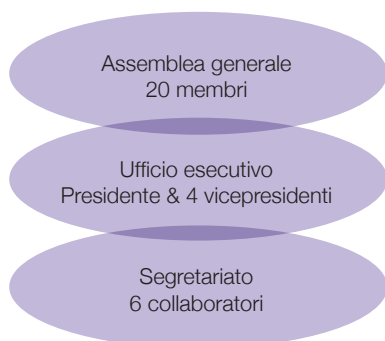 Assemblea generale
20 membri
Ufficio esecutivo
Presidente & 4 vicepresidenti
Segretariato
6 collaboratori